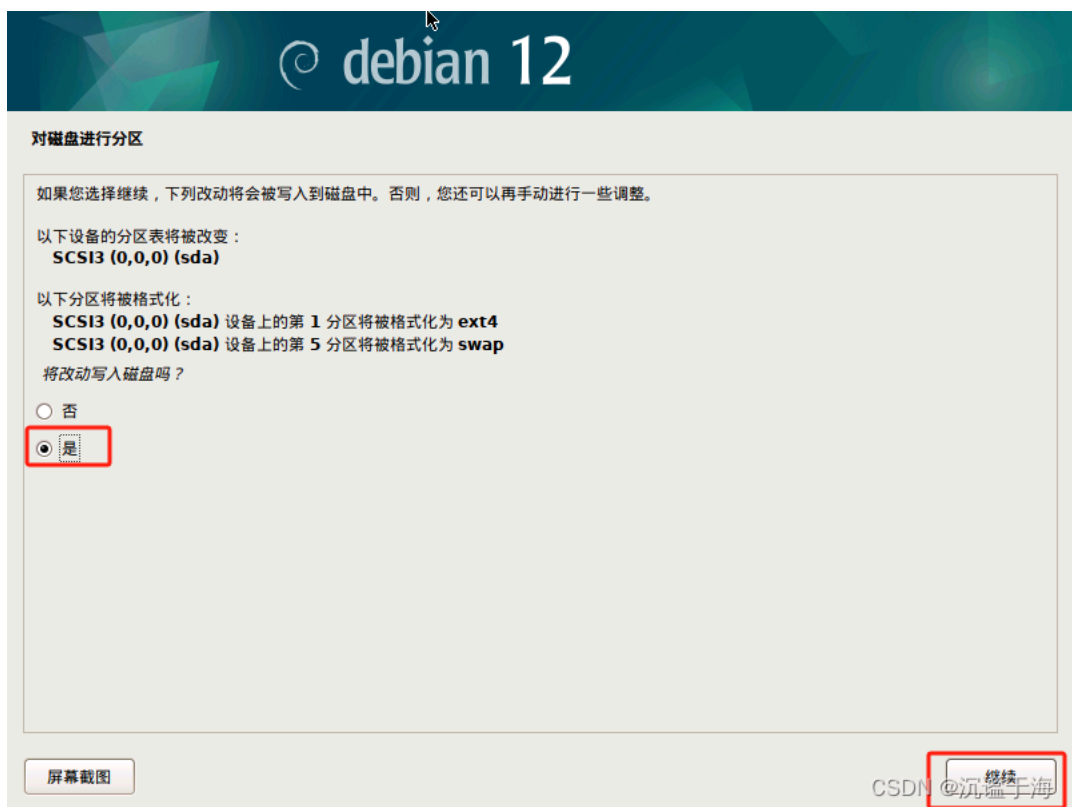 debian 12
对磁盘进行分区
如果您选择继续，下列改动将会被写入到磁盘中。否则，您还可以再手动进行一些调整。
以下设备的分区表将被改变：
SCSI3 (0,0,0) (sda)
以下分区将被格式化：
SCSI3 (0,0,0) (sda) 设备上的第 1 分区将被格式化为 ext4
SCSI3 (0,0,0) (sda) 设备上的第 5 分区将被格式化为 swap
将改动写入磁盘吗？
否
是
屏幕截图
继续
CSDN @沉谧于海